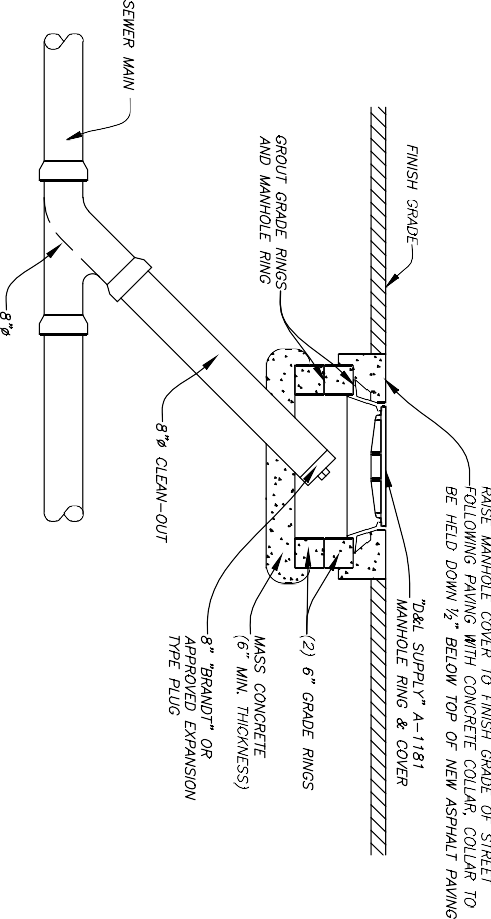 RAISE MANHOLE COVER TO FINISH GRADE OF STREET
FOLLOWING PAVING WITH CONCRETE COLLAR, COLLAR TO
BE HELD DOWN ½" BELOW TOP OF NEW ASPHALT PAVING
FINISH GRADE
"D&L SUPPLY" A-1181
MANHOLE RING & COVER
GROUT GRADE RINGS
AND MANHOLE RING
(2) 6" GRADE RINGS
MASS CONCRETE
(6" MIN. THICKNESS)
8" "BRANDT" OR
APPROVED EXPANSION
TYPE PLUG
8"ø CLEAN-OUT
SEWER MAIN
8"ø